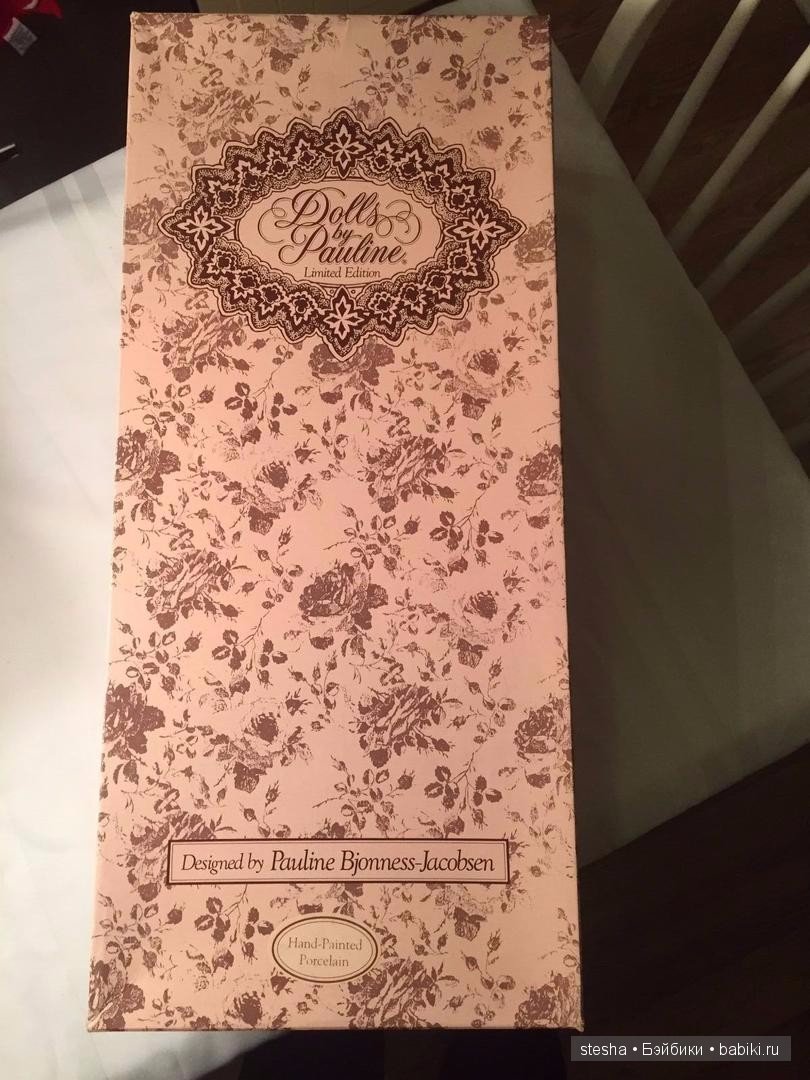 Dolls
by
Pauline®
Limited Edition
Designed by Pauline Bjonness-Jacobsen
Hand-Painted
Porcelain
stesha • Бэйбики • babiki.ru